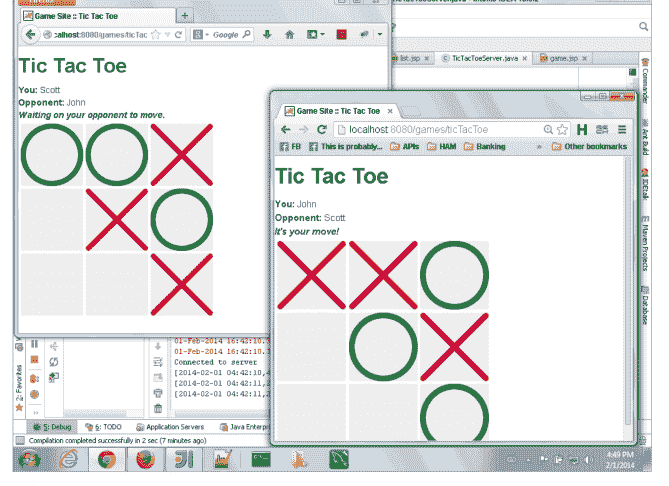 Game Site :: Tic Tac Toe
Google
list.jsp
TicTacToeServer.java
game.jsp
Tic Tac Toe
You: Scott
Opponent: John
Waiting on your opponent to move.
Game Site :: Tic Tac Toe
localhost:8080/games/ticTacToe
FB
This is probably...
APIs
HAM
Banking
»
Other bookmarks
Tic Tac Toe
You: John
Opponent: Scott
It's your move!
Commander
Ant Build
Maven Projects
Database
2: Favorites
01-Feb-2014 16:42:10.
01-Feb-2014 16:42:10.
Connected to server
[2014-02-01 04:42:10,
[2014-02-01 04:42:11,
[2014-02-01 04:42:11,
5: Debug
6: TODO
Application Servers
Java Enterpr
Compilation completed successfully in 2 sec (7 minutes ago)
4:49 PM
2/1/2014